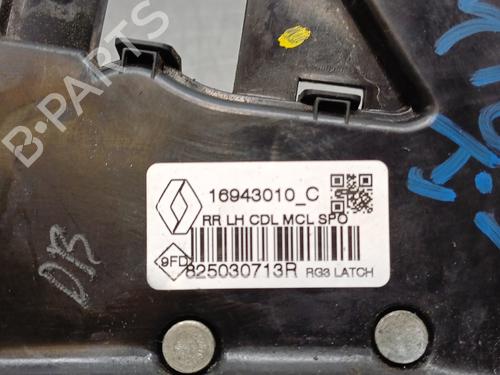 B-PARTS
16943010_C
RR LH CDL MCL SPO
9FD
825030713R RG3 LATCH